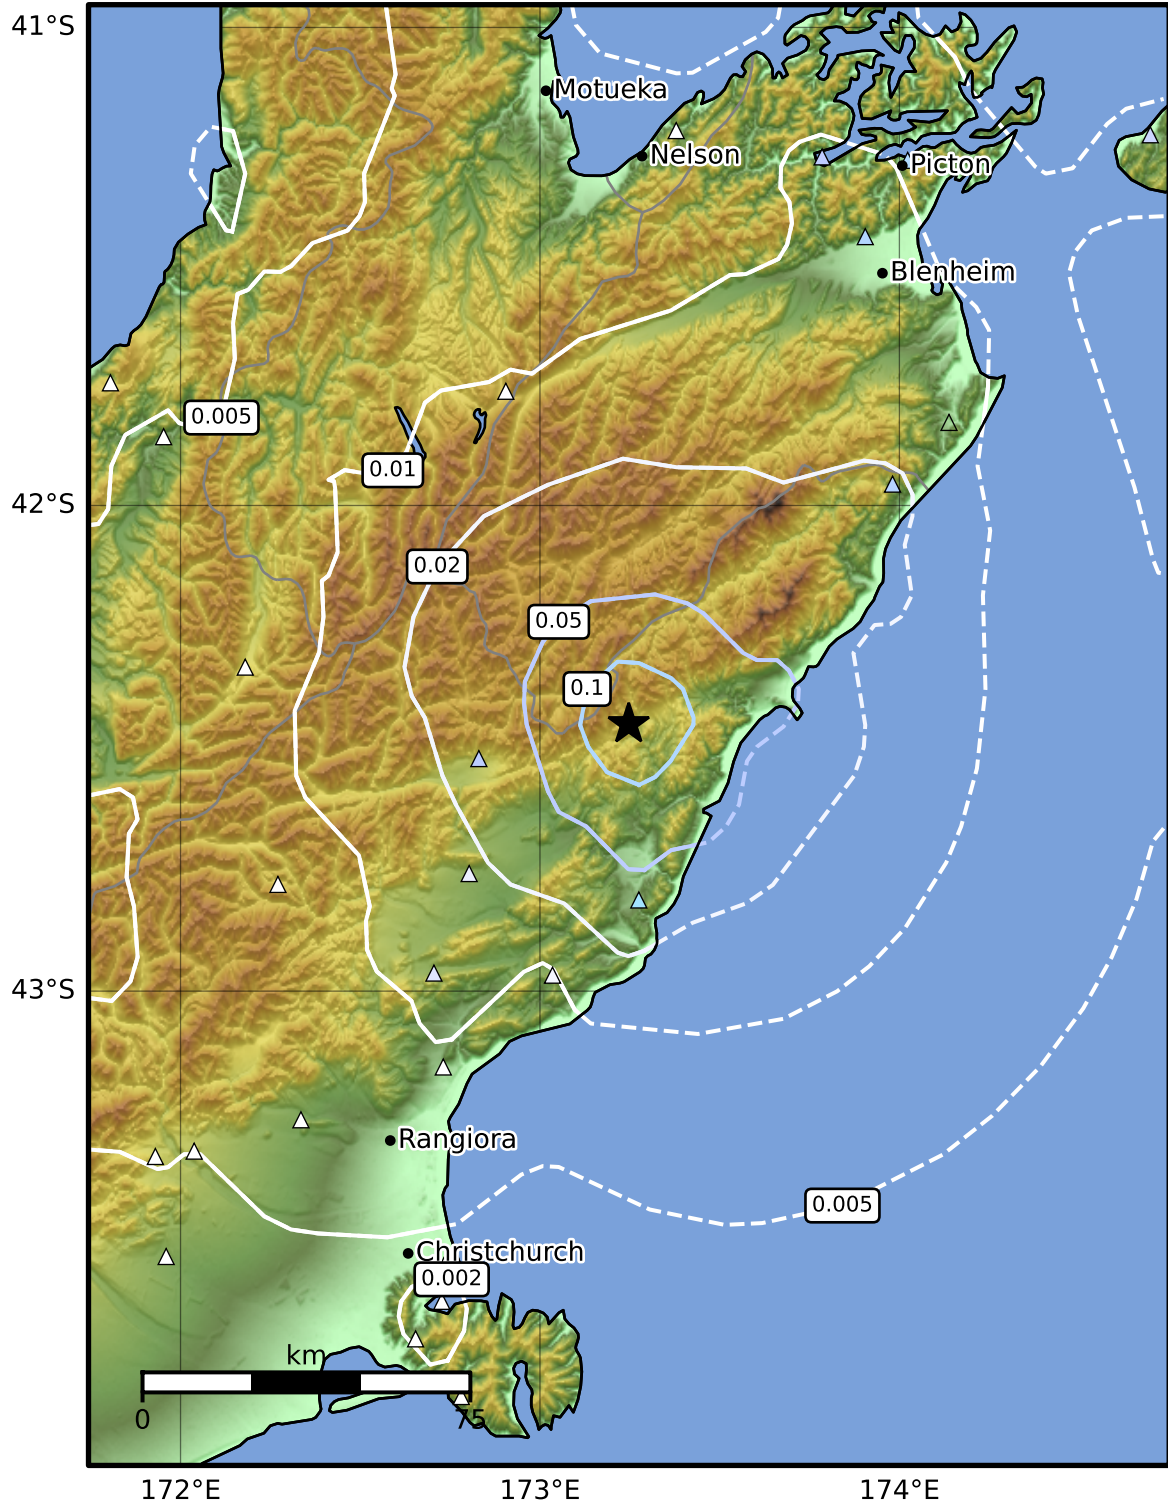 41°S
Motueka
Nelson
Picton
Blenheim
0.005
0.01
42°S
0.02
0.05
0.1
43°S
Rangiora
0.005
Christchurch
0.002
km
0 75
172°E 173°E 174°E